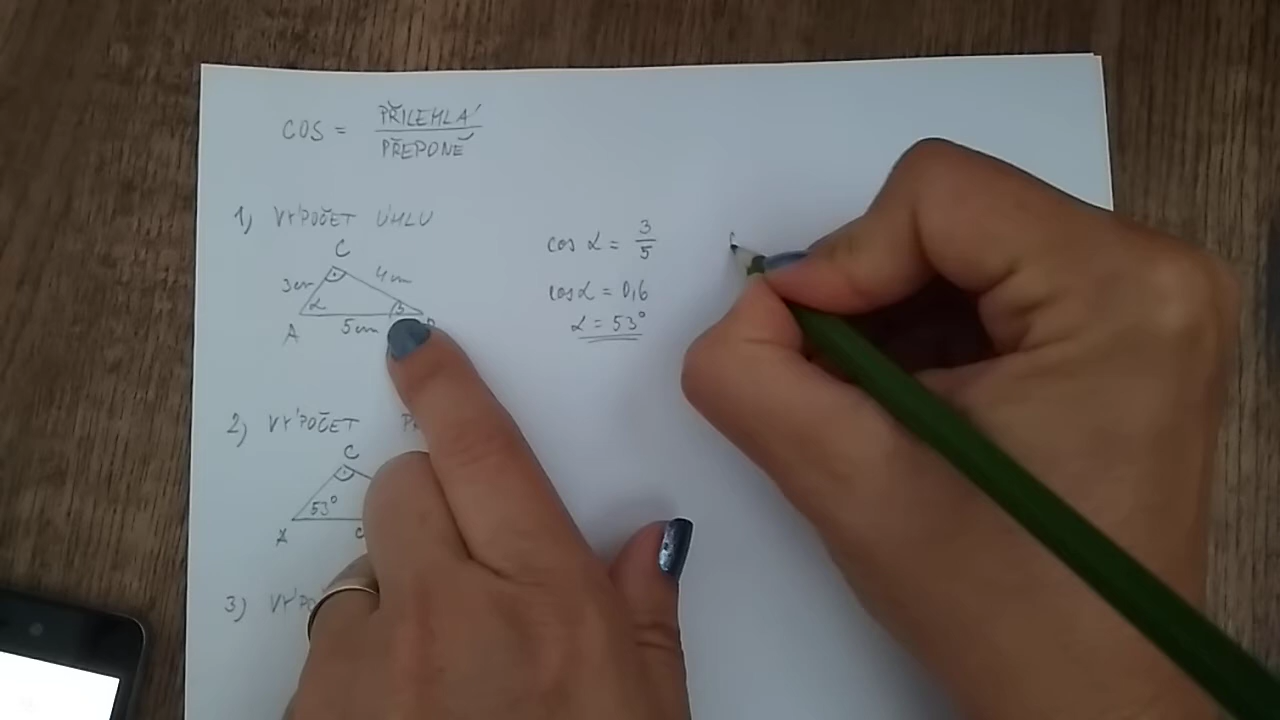 COS = PŘILEHLÁ
PŘEPONĚ
1) VÝPOČET ÚHLU
C
3cm 4cm
α β
A 5cm
cos α = 3/5
cos α = 0,6
α = 53°
2) VÝPOČET
C
53°
A
3)